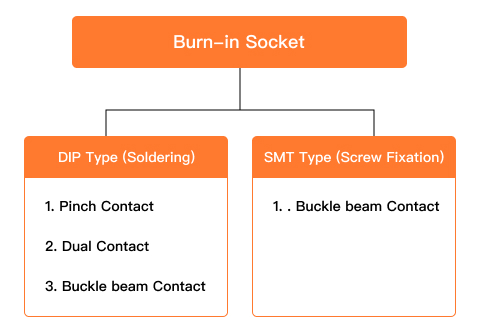 Burn-in Socket
DIP Type (Soldering)
1. Pinch Contact
2. Dual Contact
3. Buckle beam Contact
SMT Type (Screw Fixation)
1. . Buckle beam Contact